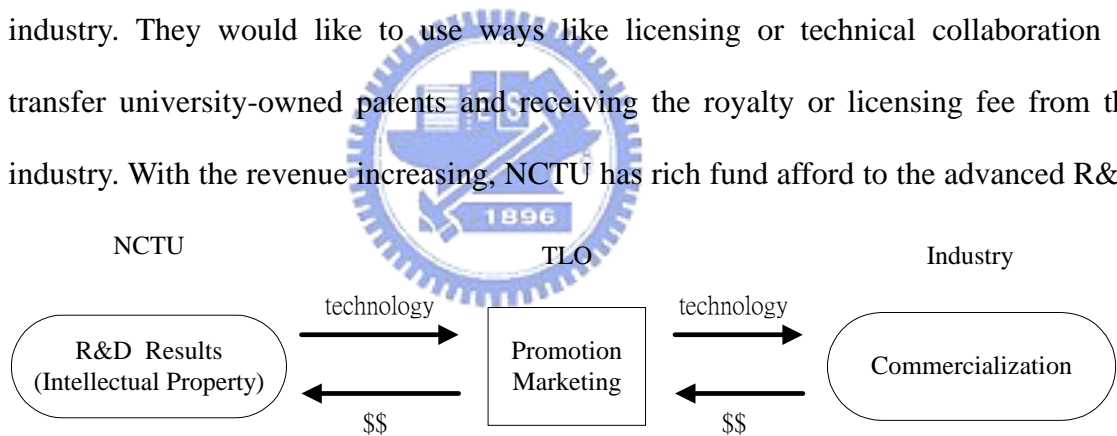 industry. They would like to use ways like licensing or technical collaboration
transfer university-owned patents and receiving the royalty or licensing fee from
industry. With the revenue increasing, NCTU has rich fund afford to the advanced
ES
1896
NCTU TLO Industry
technology technology
R&D Results
(Intellectual Property)
Promotion
Marketing
Commercialization
$$ $$